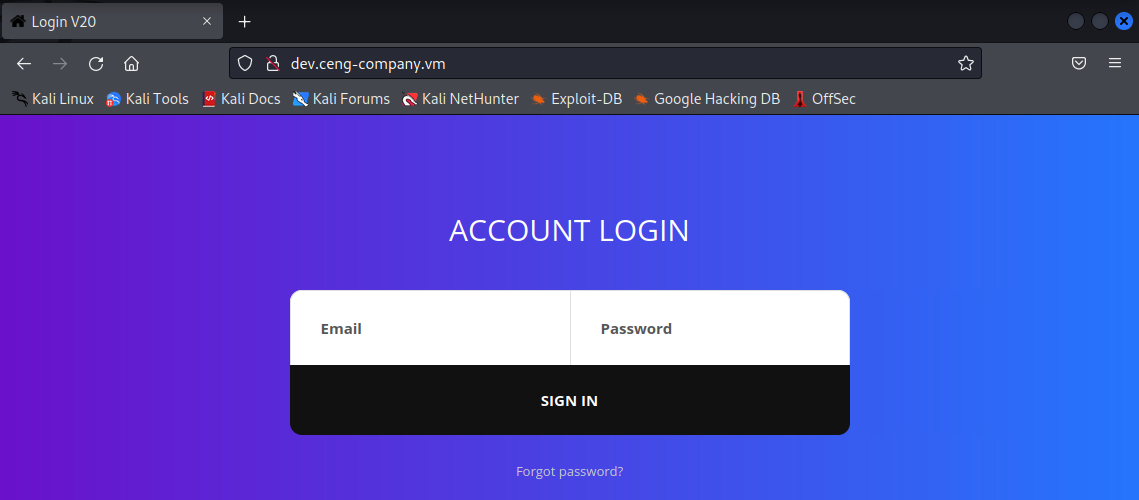 Login V20
dev.ceng-company.vm
Kali Linux Kali Tools Kali Docs Kali Forums Kali NetHunter Exploit-DB Google Hacking DB OffSec
ACCOUNT LOGIN
Email Password
SIGN IN
Forgot password?